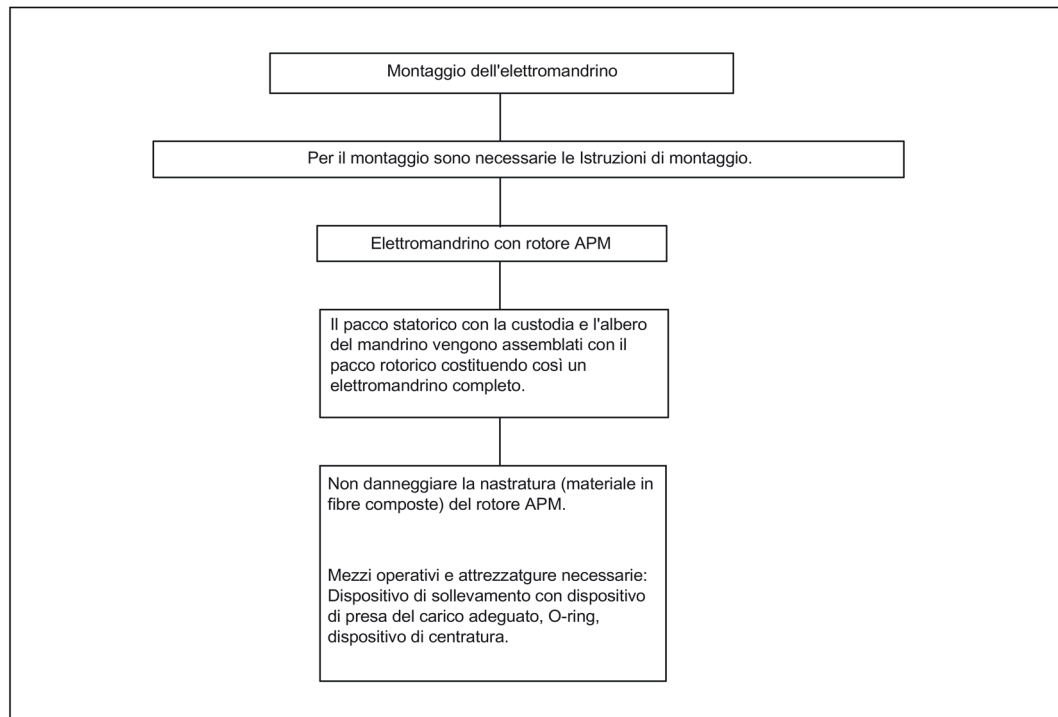 Montaggio dell'elettromandrino
Per il montaggio sono necessarie le Istruzioni di montaggio.
Elettromandrino con rotore APM
Il pacco statorico con la custodia e l'albero
del mandrino vengono assemblati con il
pacco rotorico costituendo così un
elettromandrino completo.
Non danneggiare la nastratura (materiale in
fibre composte) del rotore APM.
Mezzi operativi e attrezzatgure necessarie:
Dispositivo di sollevamento con dispositivo
di presa del carico adeguato, O-ring,
dispositivo di centratura.